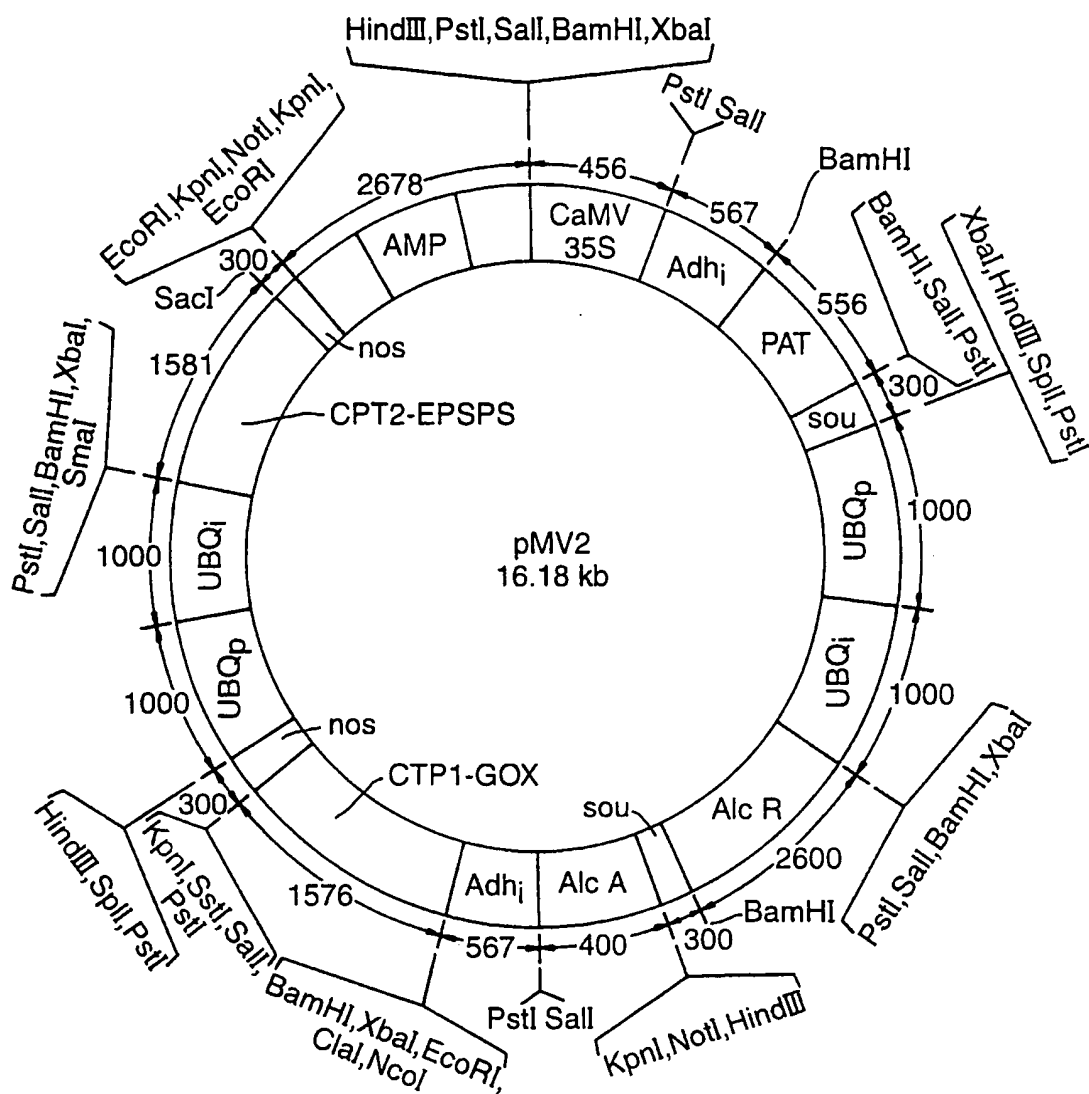 HindIII,PstI,SalI,BamHI,XbaI
PstI SalI
BamHI
BamHI,SalI,PstI
XbaI,HindIII,SplI,PstI
EcoRI,KpnI,NotI,KpnI,
EcoRI
2678
456
567
556
300
1000
1000
2600
300
400
567
1576
300
1000
1000
1581
300
SacI
AMP
CaMV
35S
Adhi
PAT
sou
UBQp
UBQi
Alc R
sou
Alc A
Adhi
CTP1-GOX
nos
UBQp
UBQi
CPT2-EPSPS
nos
pMV2
16.18 kb
PstI,SalI,BamHI,XbaI,
SmaI
PstI,SalI,BamHI,XbaI
BamHI
KpnI,NotI,HindIII
PstI SalI
BamHI,XbaI,EcoRI,
ClaI,NcoI
KpnI,SstI,SalI,
PstI
HindIII,SplI,PstI